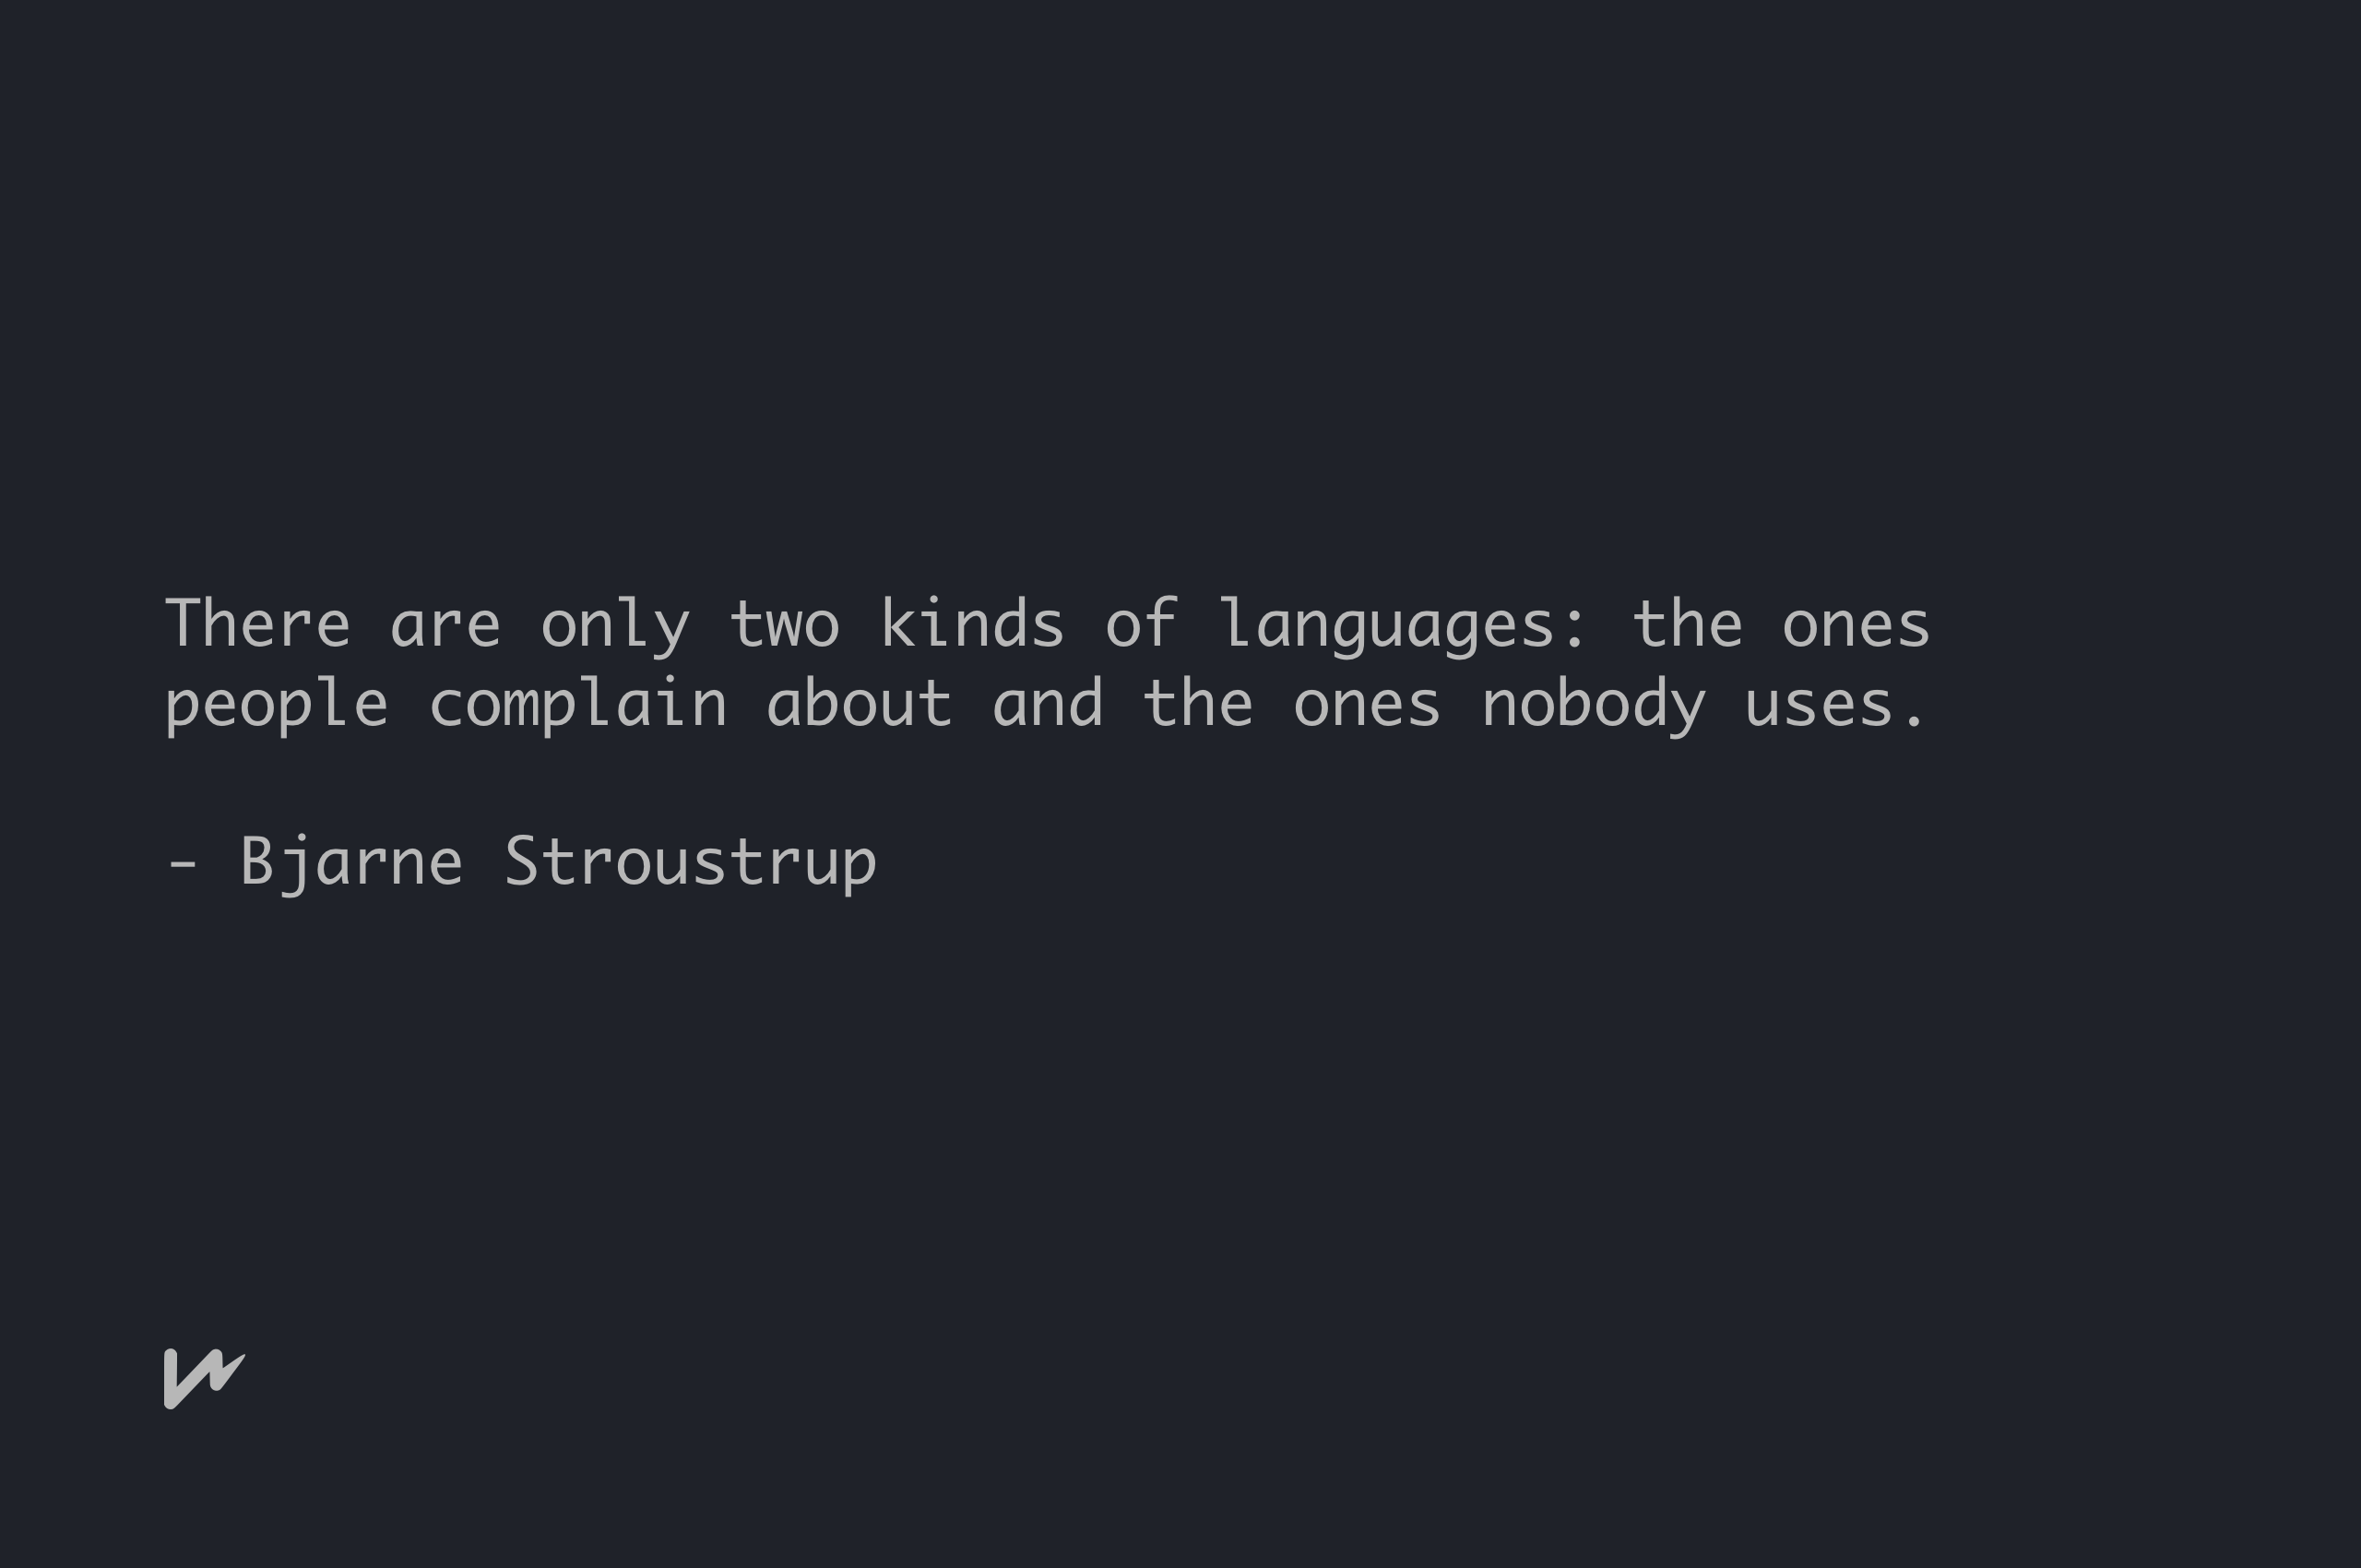 There are only two kinds of languages: the ones
people complain about and the ones nobody uses.
- Bjarne Stroustrup